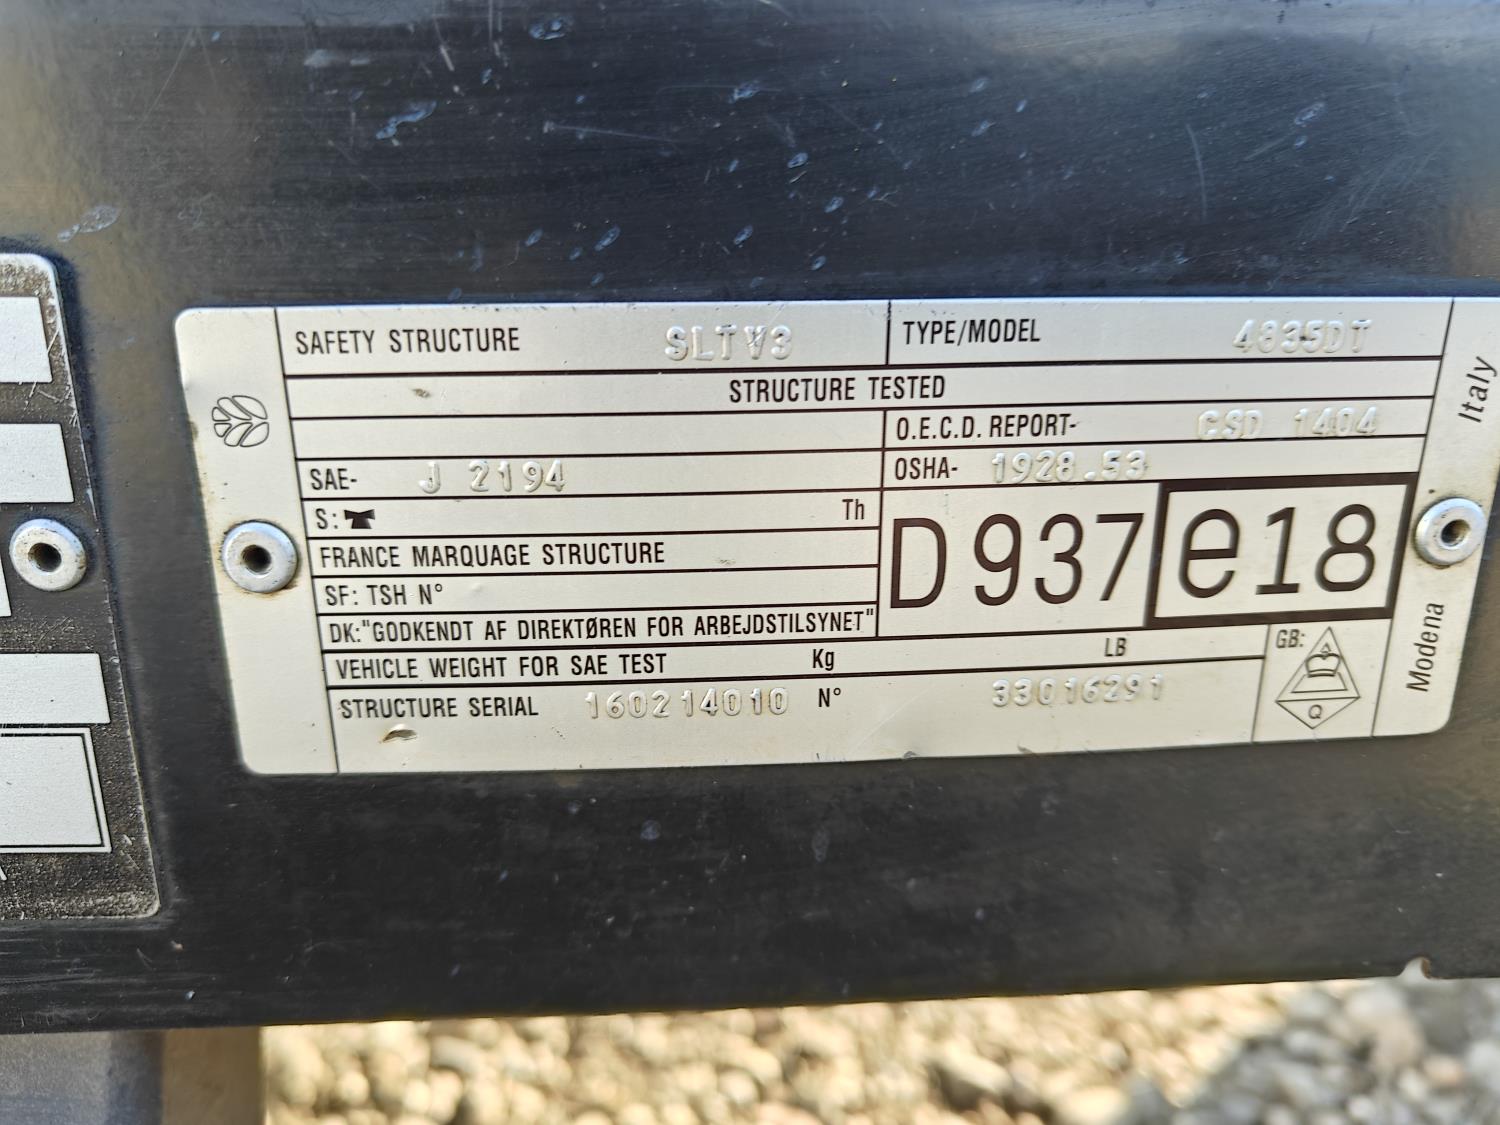 SAFETY STRUCTURE SLTV3 TYPE/MODEL 4835DT
STRUCTURE TESTED
O.E.C.D. REPORT- CSD 1404
SAE- J 2194 OSHA- 1928.53
S: Th
FRANCE MARQUAGE STRUCTURE
SF: TSH N°
D937 e18
DK:"GODKENDT AF DIREKTØREN FOR ARBEJDSTILSYNET"
VEHICLE WEIGHT FOR SAE TEST Kg LB
STRUCTURE SERIAL 160214010 N° 33016291
GB:
Q
Italy
Modena